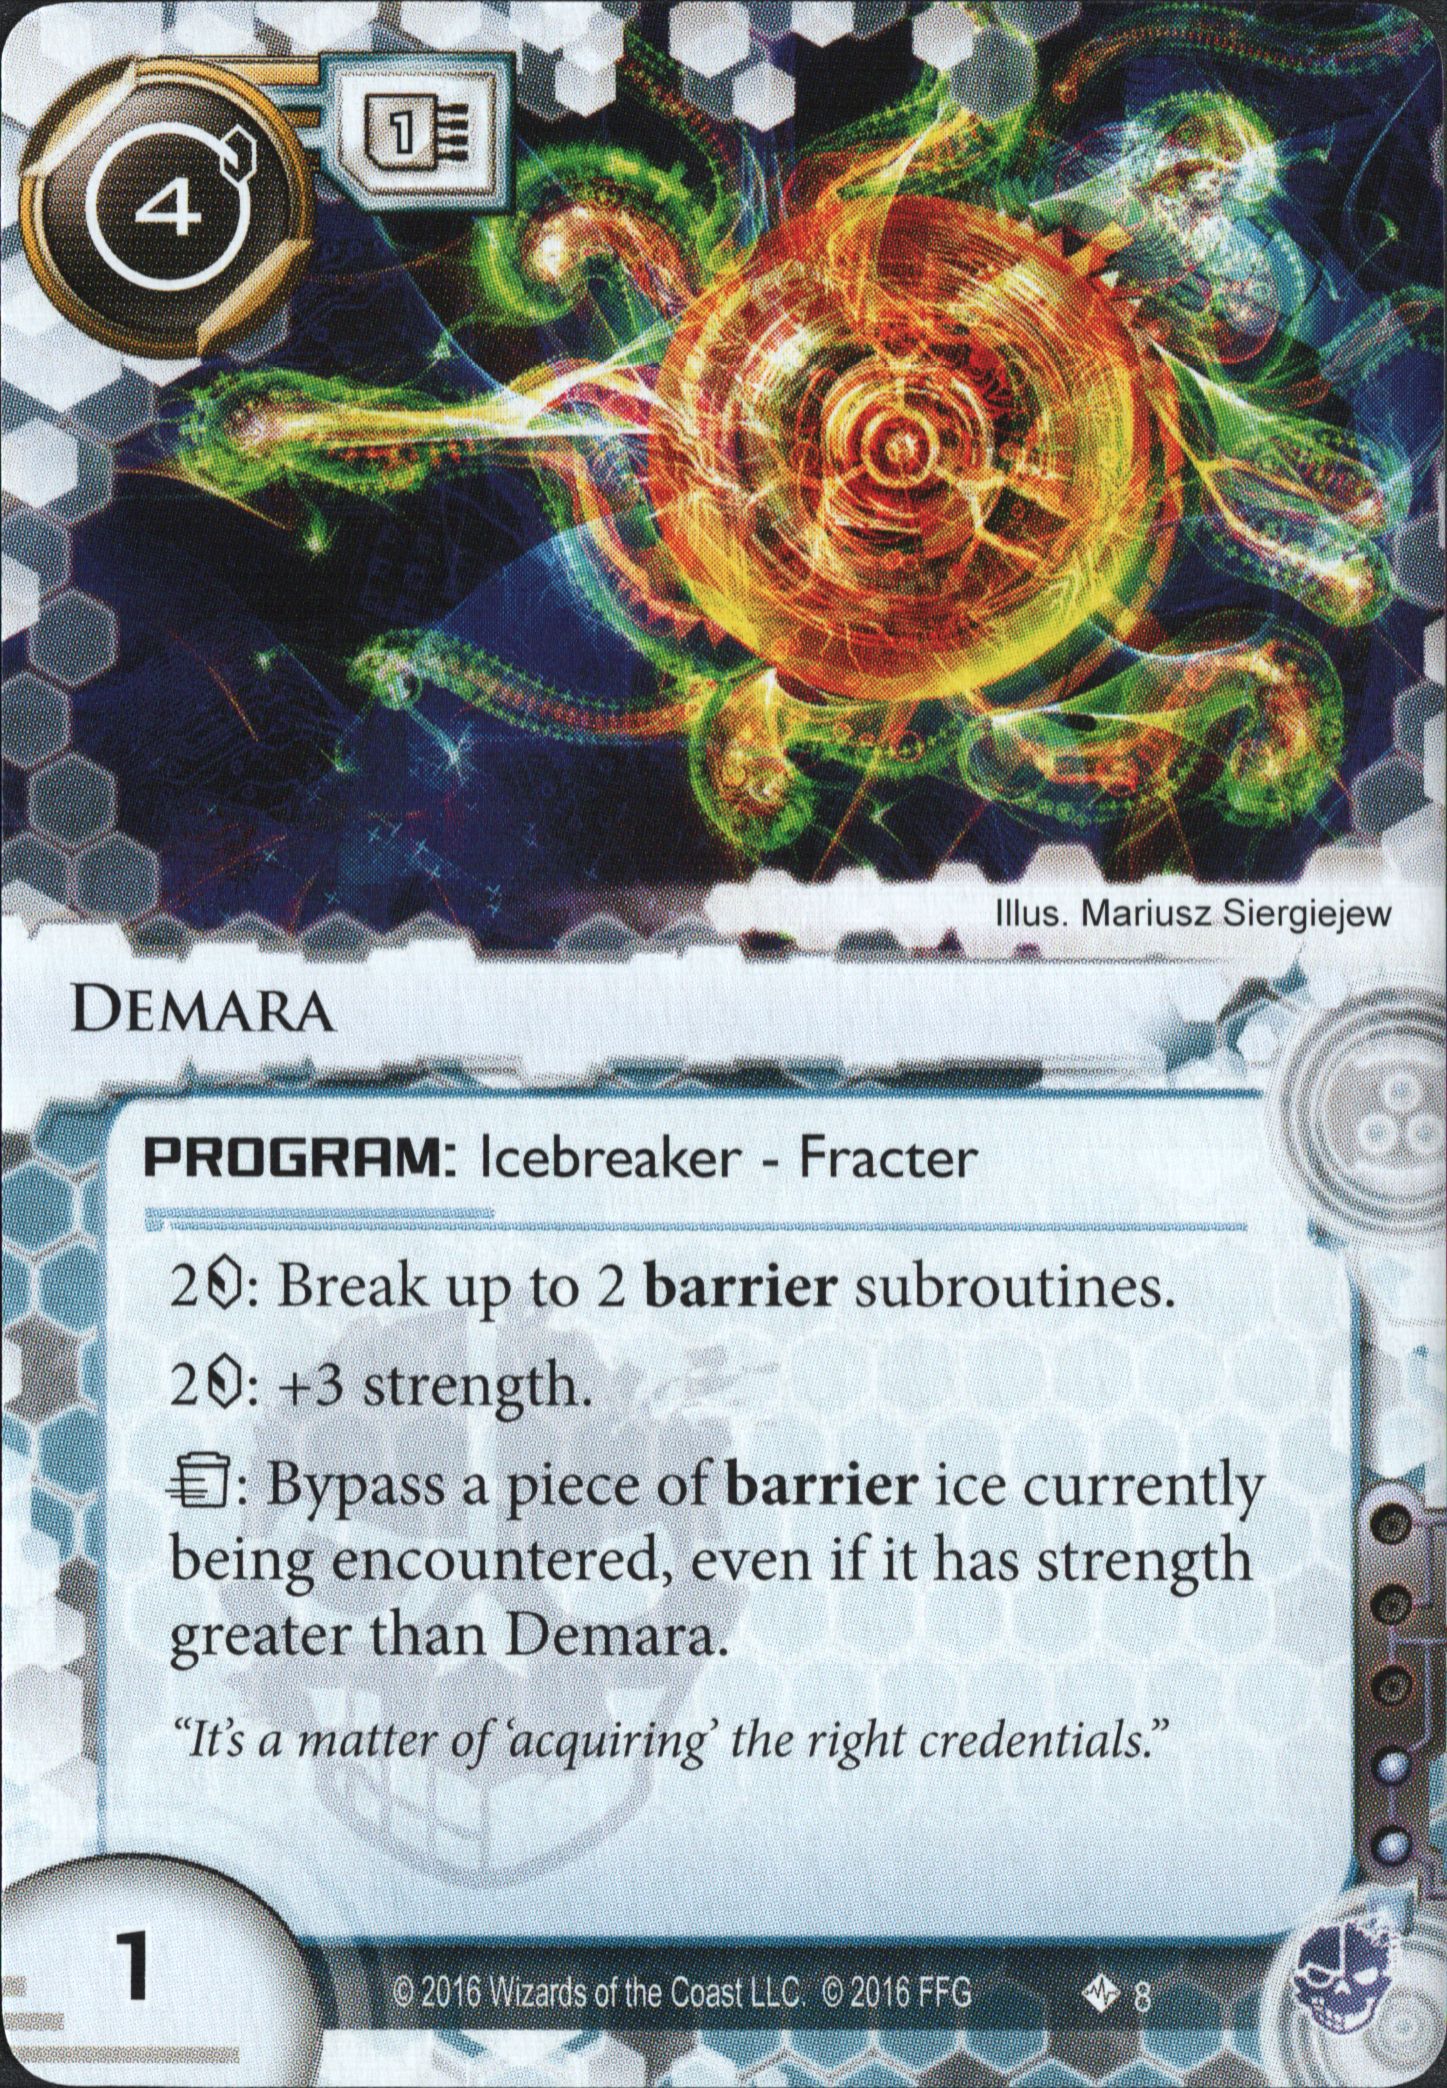 4
1
Illus. Mariusz Siergiejew
DEMARA
PROGRAM: Icebreaker - Fracter
2: Break up to 2 barrier subroutines.
2: +3 strength.
: Bypass a piece of barrier ice currently
being encountered, even if it has strength
greater than Demara.
“It’s a matter of ‘acquiring’ the right credentials.”
1
© 2016 Wizards of the Coast LLC. © 2016 FFG
8